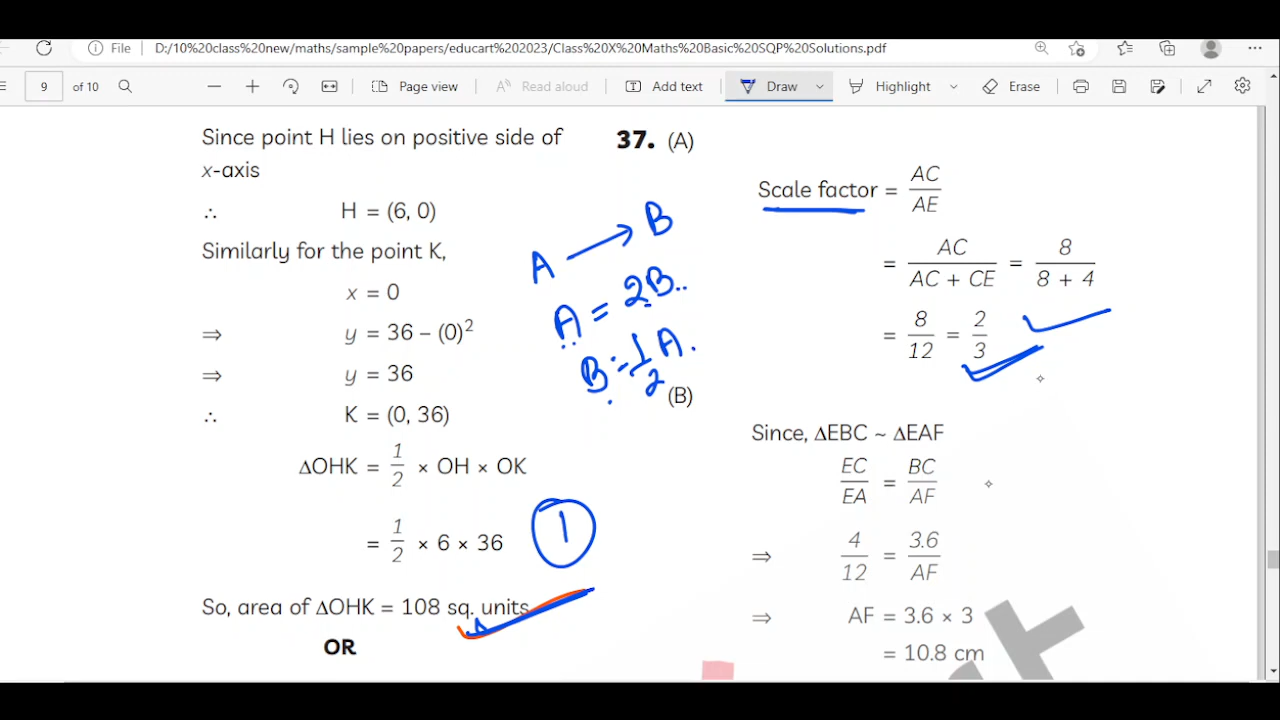 File D:/10%20class%20new/maths/sample%20papers/educart%202023/Class%20X%20Maths%20Basic%20SQP%20Solutions.pdf
9 of 10 Page view Read aloud Add text Draw Highlight Erase
Since point H lies on positive side of
x-axis
∴ H = (6, 0)
Similarly for the point K,
x = 0
⇒ y = 36 – (0)²
⇒ y = 36
∴ K = (0, 36)
ΔOHK = 1/2 × OH × OK
= 1/2 × 6 × 36
1
So, area of ΔOHK = 108 sq. units
OR
A → B
A = 2B..
B = 1/2 A.
37. (A)
Scale factor = AC/AE
= AC/(AC + CE) = 8/(8 + 4)
= 8/12 = 2/3
(B)
Since, ΔEBC ~ ΔEAF
EC/EA = BC/AF
⇒ 4/12 = 3.6/AF
⇒ AF = 3.6 × 3
= 10.8 cm